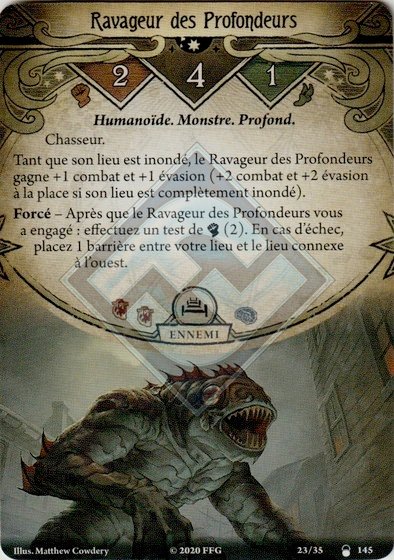 Ravageur des Profondeurs
2 4 1
Humanoïde. Monstre. Profond.
Chasseur.
Tant que son lieu est inondé, le Ravageur des Profondeurs
gagne +1 combat et +1 évasion (+2 combat et +2 évasion
à la place si son lieu est complètement inondé).
Forcé – Après que le Ravageur des Profondeurs vous
a engagé : effectuez un test de (2). En cas d'échec,
placez 1 barrière entre votre lieu et le lieu connexe
à l'ouest.
ENNEMI
Illus. Matthew Cowdery © 2020 FFG 23/35 145